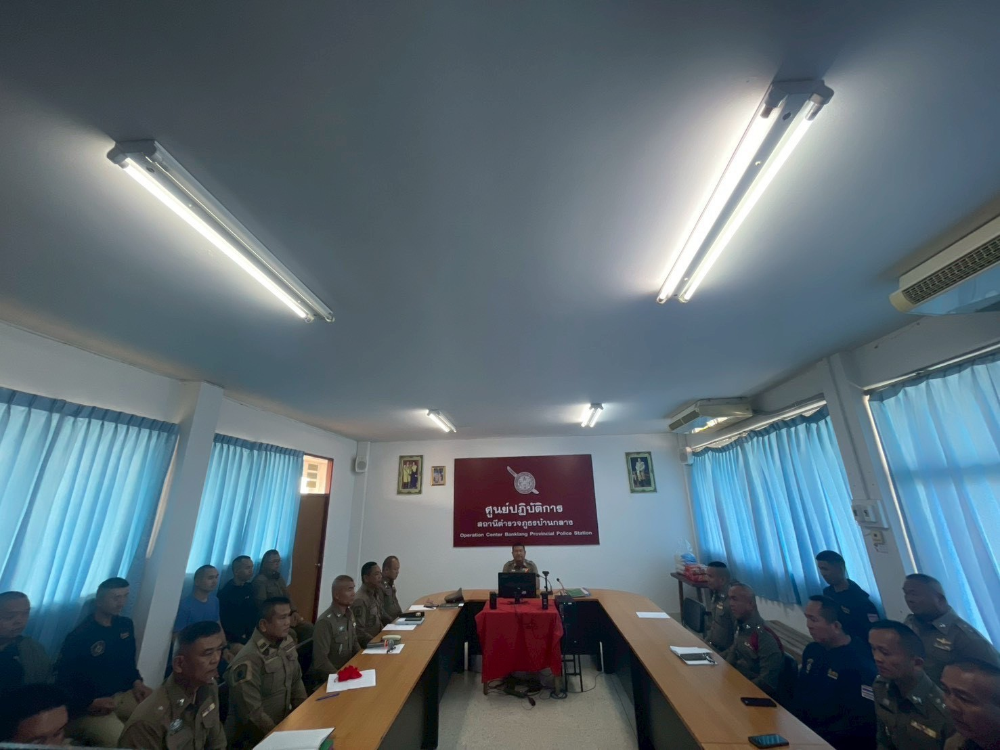 ศูนย์ปฏิบัติการ
สถานีตำรวจภูธรบ้านกลาง
Operation Center Banklang Provincial Police Station